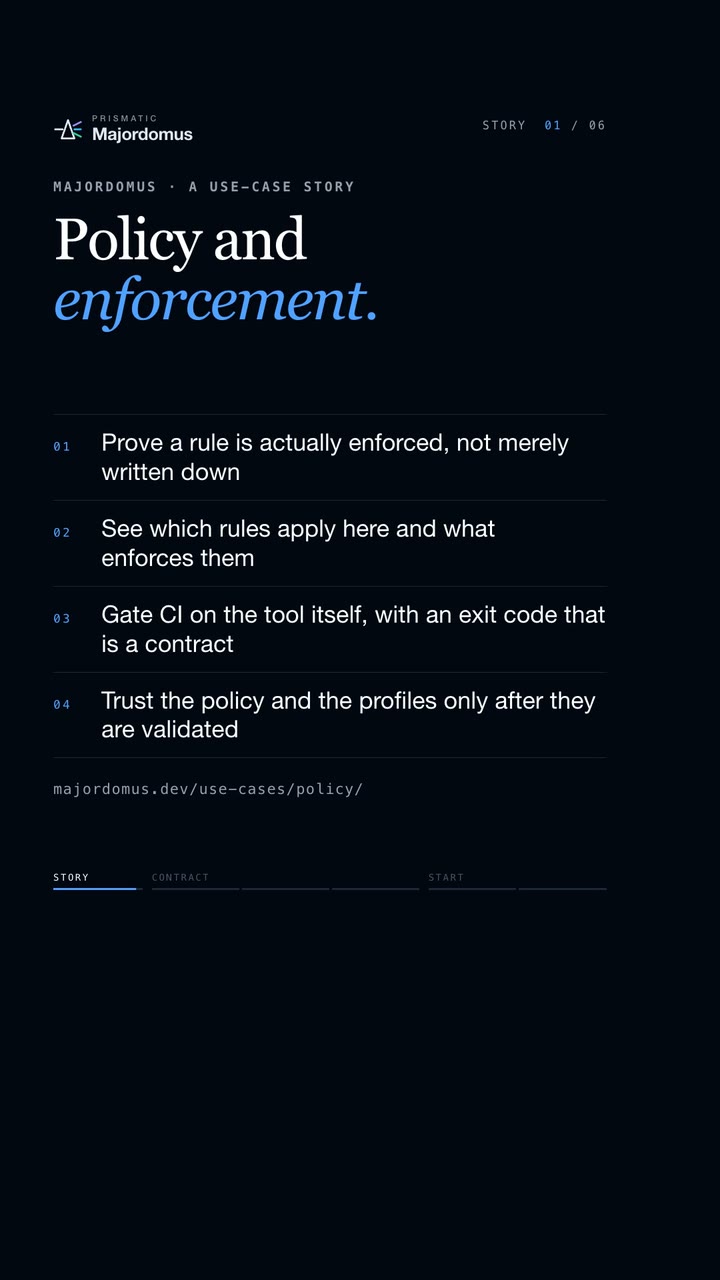 PRISMATIC
Majordomus
STORY 01 / 06
MAJORDOMUS · A USE-CASE STORY
Policy and
enforcement.
01 Prove a rule is actually enforced, not merely
written down
02 See which rules apply here and what
enforces them
03 Gate CI on the tool itself, with an exit code that
is a contract
04 Trust the policy and the profiles only after they
are validated
majordomus.dev/use-cases/policy/
STORY CONTRACT START